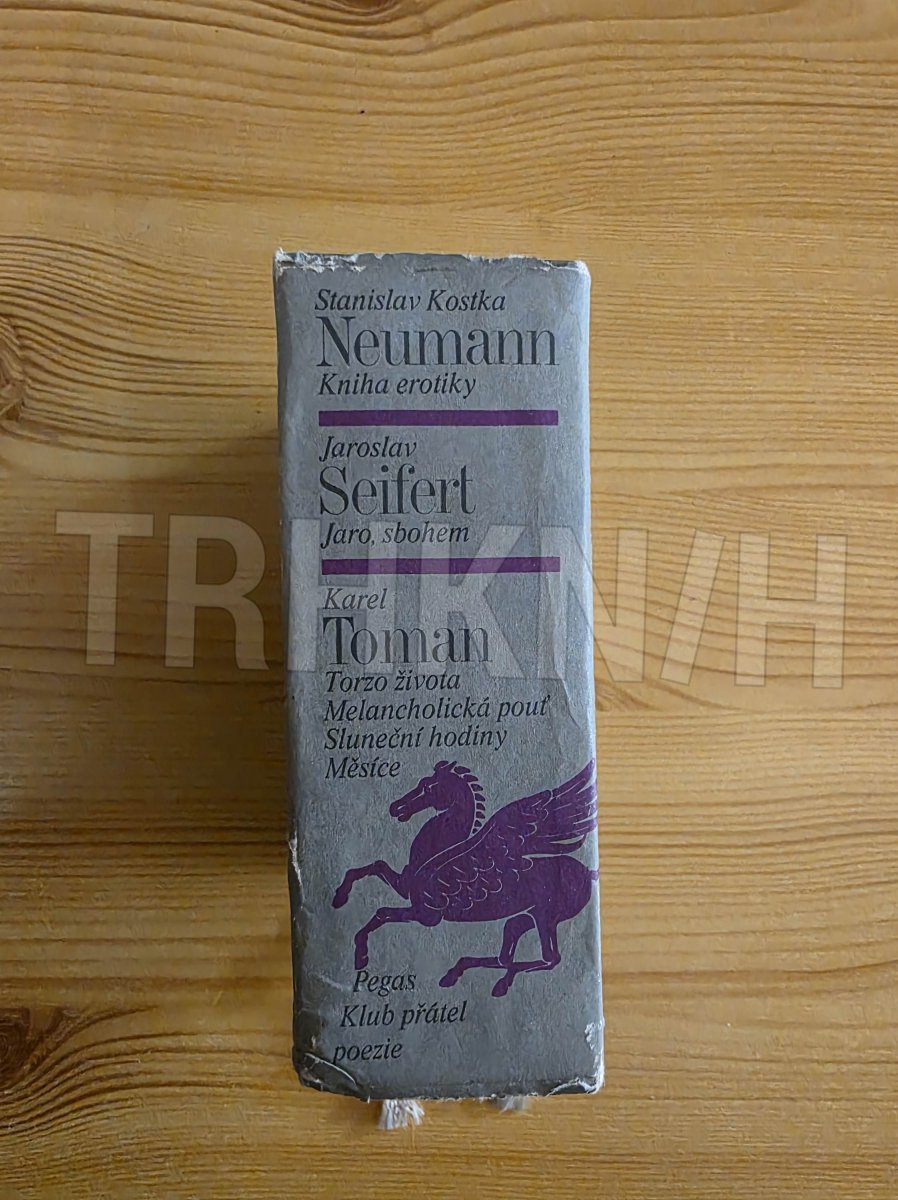 Stanislav Kostka
Neumann
Kniha erotiky
Jaroslav
Seifert
Jaro, sbohem
TRHKN/H
Karel
Toman
Torzo života
Melancholická pouť
Sluneční hodiny
Měsíce
Pegas
Klub přátel
poezie